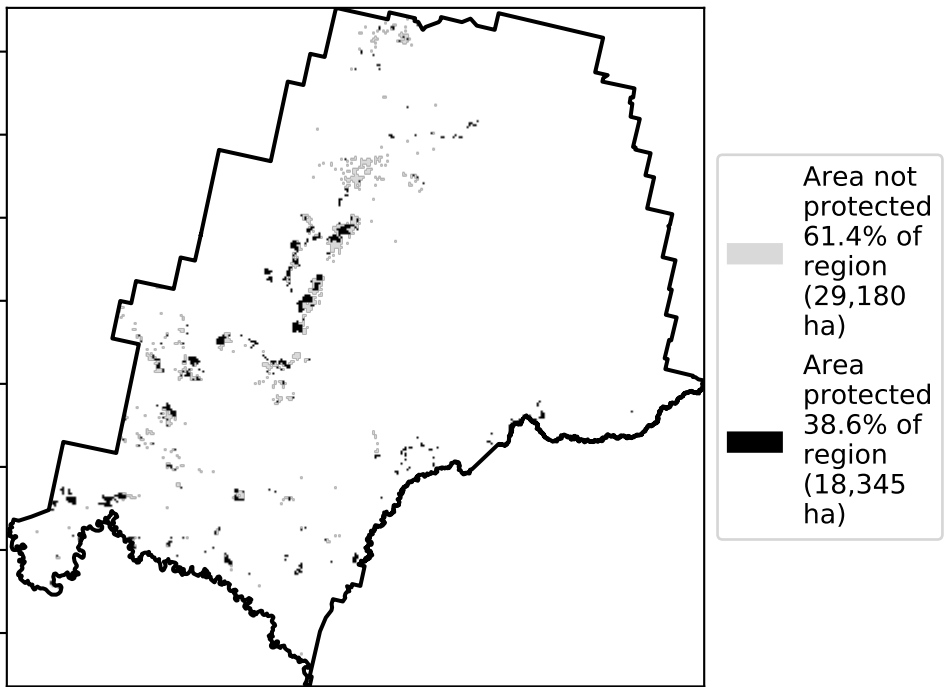 Area not
protected
61.4% of
region
(29,180
ha)
Area
protected
38.6% of
region
(18,345
ha)